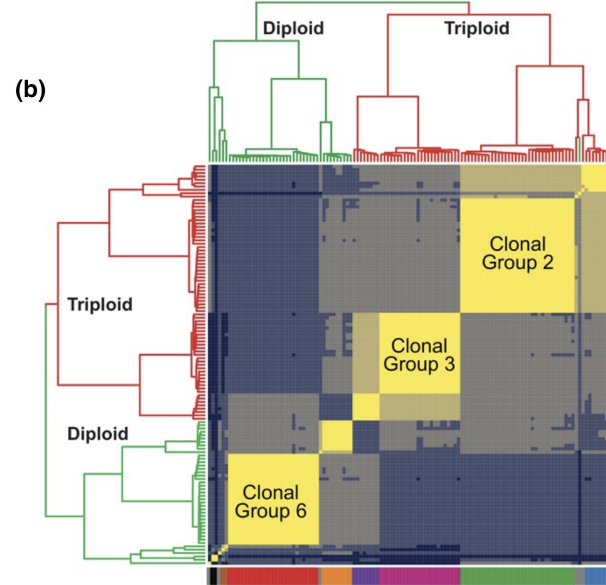 Diploid
Triploid
(b)
Clonal
Group 2
Triploid
Clonal
Group 3
Diploid
Clonal
Group 6